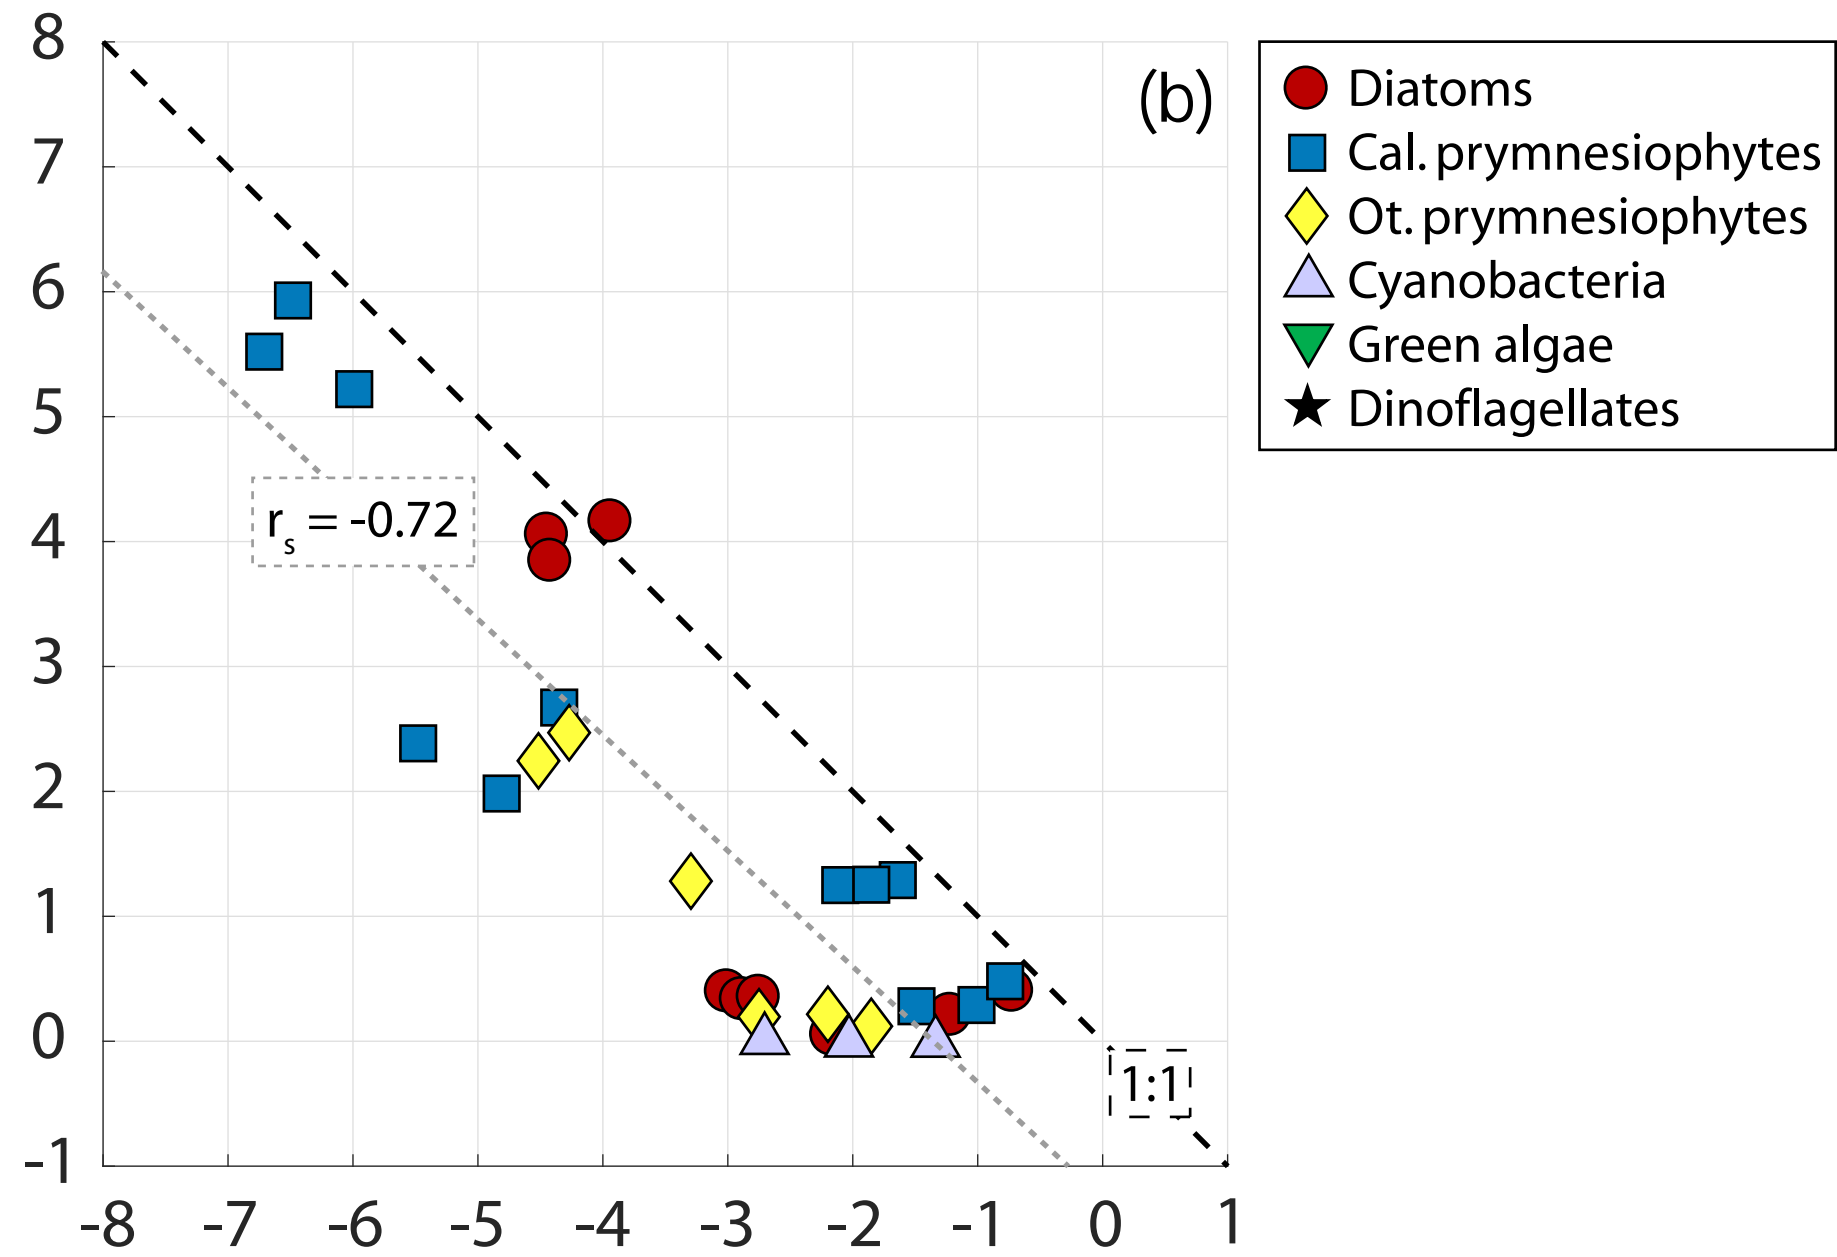 8
7
6
5
4
3
2
1
0
-1
-8 -7 -6 -5 -4 -3 -2 -1 0 1
(b)
r_s = -0.72
1:1
Diatoms
Cal. prymnesiophytes
Ot. prymnesiophytes
Cyanobacteria
Green algae
Dinoflagellates